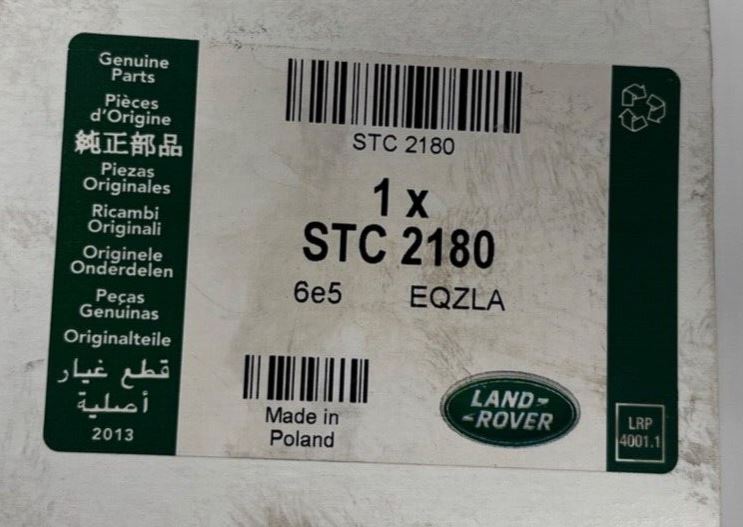 Genuine
Parts
Pièces
d'Origine
純正部品
Piezas
Originales
Ricambi
Originali
Originele
Onderdelen
Peças
Genuinas
Originalteile
قطع غيار
أصلية
2013
STC 2180
1 x
STC 2180
6e5 EQZLA
Made in
Poland
LAND-
-ROVER
LRP
4001.1